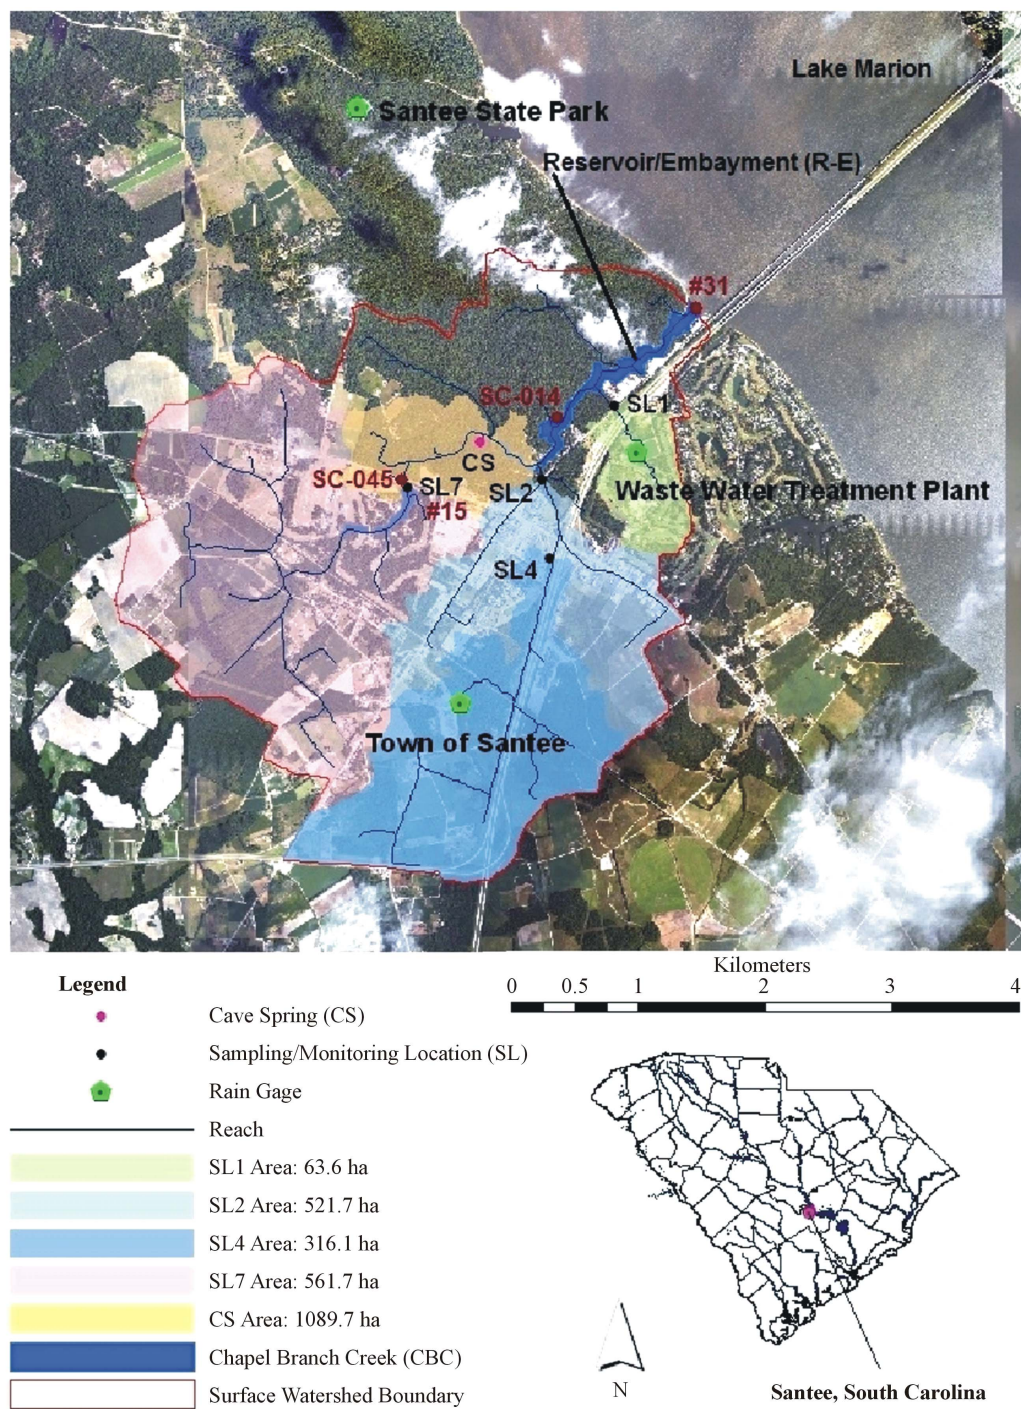 Lake Marion
Santee State Park
Reservoir/Embayment (R-E)
#31
SC-014
SL1
CS
SC-045
SL7
SL2
Waste Water Treatment Plant
#15
SL4
Town of Santee
Kilometers
0 0.5 1 2 3 4
Legend
Cave Spring (CS)
Sampling/Monitoring Location (SL)
Rain Gage
Reach
SL1 Area: 63.6 ha
SL2 Area: 521.7 ha
SL4 Area: 316.1 ha
SL7 Area: 561.7 ha
CS Area: 1089.7 ha
Chapel Branch Creek (CBC)
Surface Watershed Boundary
N
Santee, South Carolina